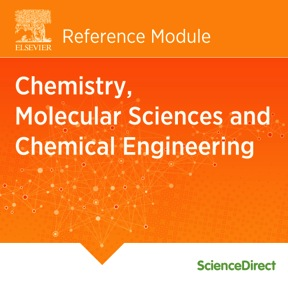 ELSEVIER
Reference Module
Chemistry,
Molecular Sciences and
Chemical Engineering
ScienceDirect